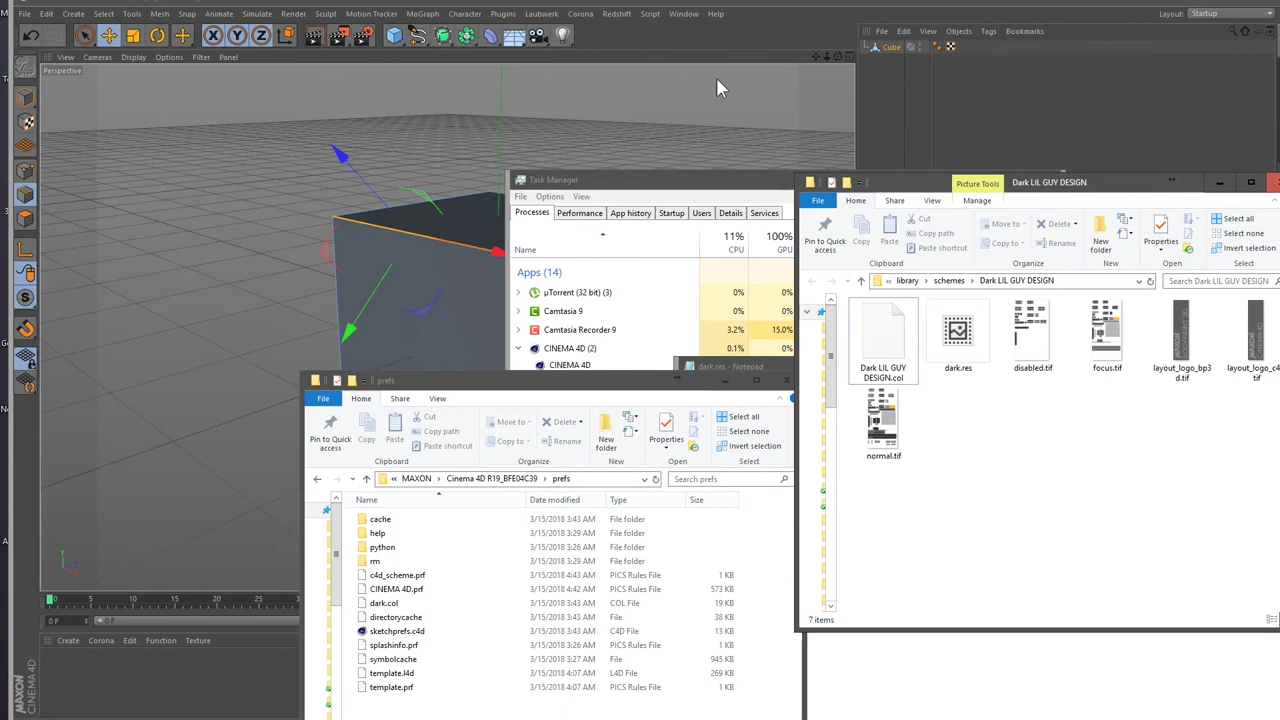 File Edit Create Select Tools Mesh Snap Animate Simulate Render Sculpt Motion Tracker MoGraph Character Plugins Laubwerk Corona Redshift Script Window Help
Layout: Startup
X Y Z
File Edit View Objects Tags Bookmarks
View Cameras Display Options Filter Panel
Cube
Perspective
Task Manager
File Options View
Processes Performance App history Startup Users Details Services
11% 100%
Name CPU GPU
Apps (14)
µTorrent (32 bit) (3) 0% 0%
Camtasia 9 0% 0%
Camtasia Recorder 9 3.2% 15.0%
CINEMA 4D (2) 0.1% 0%
CINEMA 4D
dark.res - Notepad
Picture Tools Dark LIL GUY DESIGN
File Home Share View Manage
Pin to Quick access
Copy
Paste
Cut
Copy path
Paste shortcut
Move to
Copy to
Delete
Rename
New folder
Properties
Select all
Select none
Invert selection
Clipboard Organize New Open Select
« library › schemes › Dark LIL GUY DESIGN
Search Dark LIL GUY DESIGN
Dark LIL GUY DESIGN.col
dark.res
disabled.tif
focus.tif
layout_logo_bp3d.tif
layout_logo_c4
tif
normal.tif
7 items
prefs
File Home Share View
Pin to Quick access
Copy
Paste
Cut
Copy path
Paste shortcut
Move to
Copy to
Delete
Rename
New folder
Properties
Select all
Select none
Invert selection
Clipboard Organize New Open Select
« MAXON › Cinema 4D R19_BFE04C39 › prefs
Search prefs
Name Date modified Type Size
cache 3/15/2018 3:43 AM File folder
help 3/15/2018 3:29 AM File folder
python 3/15/2018 3:26 AM File folder
rm 3/15/2018 3:29 AM File folder
c4d_scheme.prf 3/15/2018 4:43 AM PICS Rules File 1 KB
CINEMA 4D.prf 3/15/2018 4:42 AM PICS Rules File 573 KB
dark.col 3/15/2018 3:43 AM COL File 19 KB
directorycache 3/15/2018 3:43 AM File 38 KB
sketchprefs.c4d 3/15/2018 3:43 AM C4D File 13 KB
splashinfo.prf 3/15/2018 3:26 AM PICS Rules File 1 KB
symbolcache 3/15/2018 3:27 AM File 945 KB
template.l4d 3/15/2018 4:07 AM L4D File 269 KB
template.prf 3/15/2018 4:07 AM PICS Rules File 1 KB
0 5 10 15 20 25 30
0 F 0 F
Create Corona Edit Function Texture
MAXON CINEMA 4D